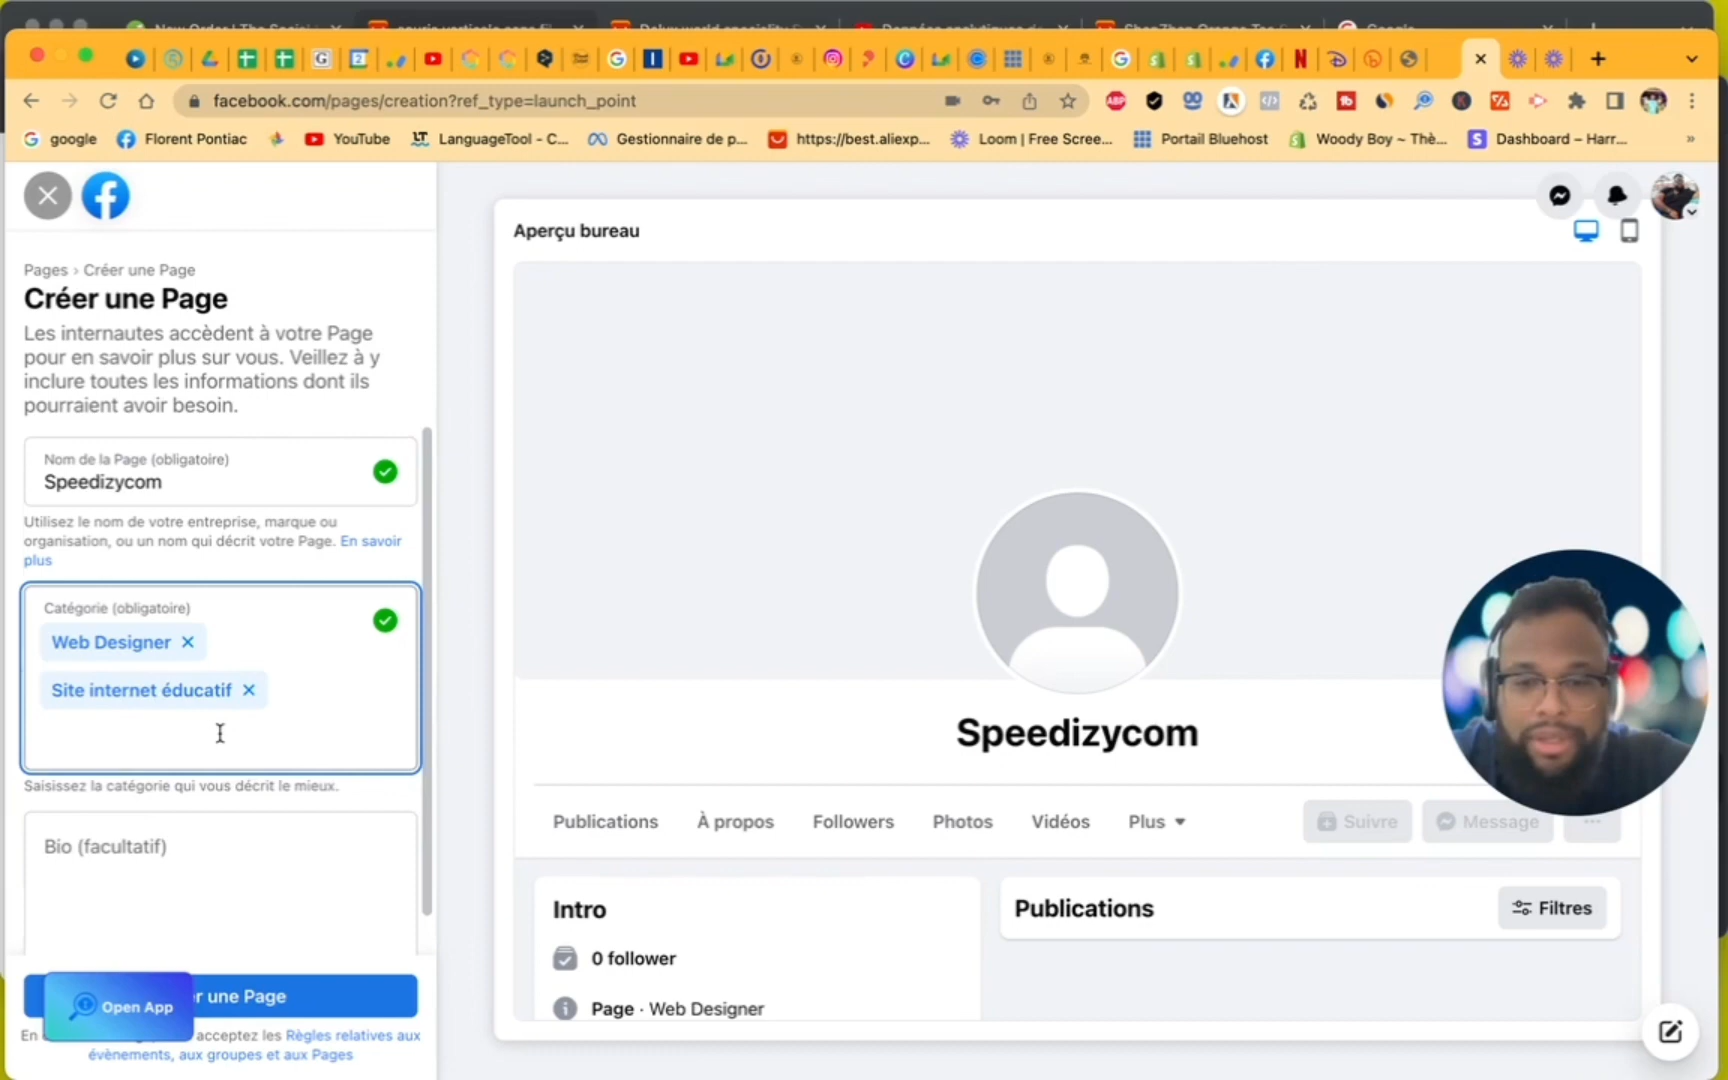 facebook.com/pages/creation?ref_type=launch_point
google
Florent Pontiac
YouTube
LanguageTool - C...
Gestionnaire de p...
https://best.aliexp...
Loom | Free Scree...
Portail Bluehost
Woody Boy ~ Thè...
Dashboard – Harr...
Pages › Créer une Page
Créer une Page
Les internautes accèdent à votre Page
pour en savoir plus sur vous. Veillez à y
inclure toutes les informations dont ils
pourraient avoir besoin.
Nom de la Page (obligatoire)
Speedizycom
Utilisez le nom de votre entreprise, marque ou
organisation, ou un nom qui décrit votre Page. En savoir
plus
Catégorie (obligatoire)
Web Designer
Site internet éducatif
Saisissez la catégorie qui vous décrit le mieux.
Bio (facultatif)
Open App
r une Page
En acceptez les Règles relatives aux
évènements, aux groupes et aux Pages
Aperçu bureau
Speedizycom
Publications
À propos
Followers
Photos
Vidéos
Plus
Suivre
Message
Intro
0 follower
Page · Web Designer
Publications
Filtres